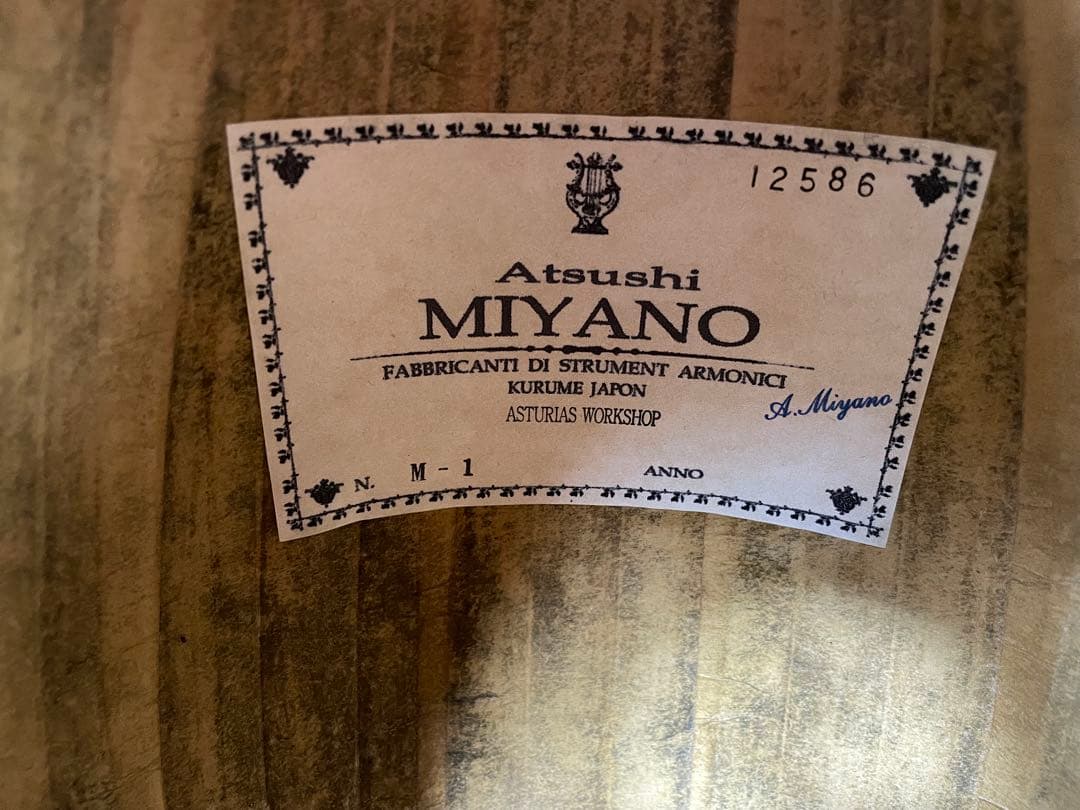 12586
Atsushi
MIYANO
FABBRICANTI DI STRUMENT ARMONICI
KURUME JAPON
A. Miyano
ASTURIAS WORKSHOP
N. M - 1 ANNO